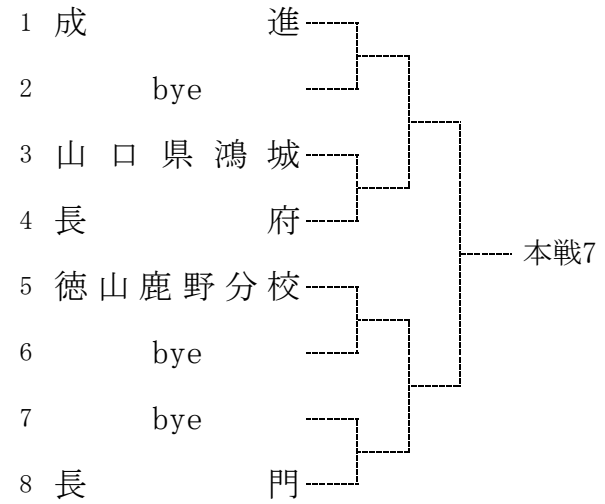 1 成進
2 bye
3 山口県鴻城
4 長府
5 徳山鹿野分校
本戦7
6 bye
7 bye
8 長門